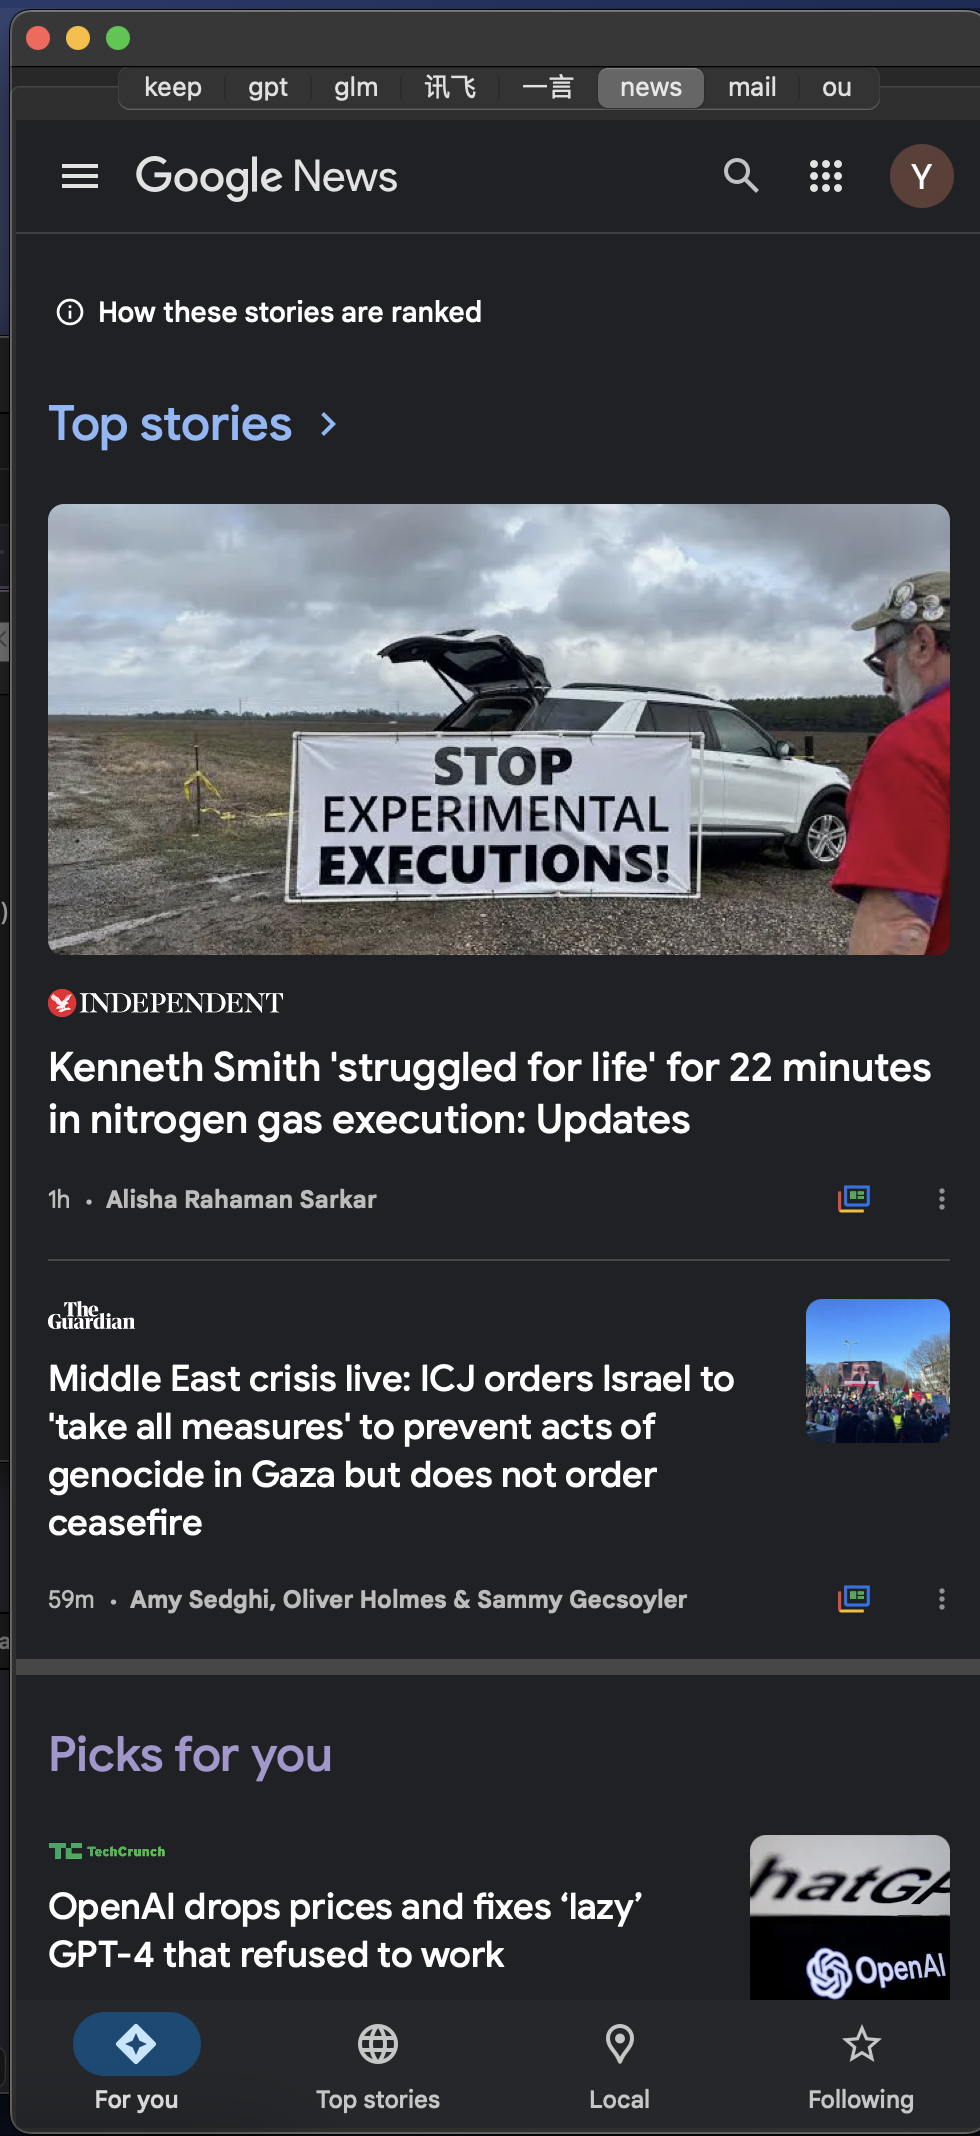 keep gpt glm 讯飞 一言 news mail ou
Google News
Y
How these stories are ranked
Top stories
STOP
EXPERIMENTAL
EXECUTIONS!
INDEPENDENT
Kenneth Smith 'struggled for life' for 22 minutes
in nitrogen gas execution: Updates
1h • Alisha Rahaman Sarkar
The
Guardian
Middle East crisis live: ICJ orders Israel to
'take all measures' to prevent acts of
genocide in Gaza but does not order
ceasefire
59m • Amy Sedghi, Oliver Holmes & Sammy Gecsoyler
Picks for you
TC TechCrunch
OpenAI drops prices and fixes ‘lazy’
GPT-4 that refused to work
hatGP
OpenAI
For you Top stories Local Following